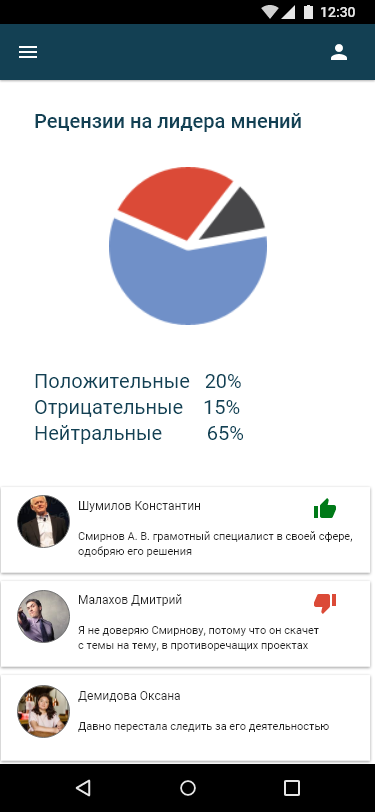 12:30
Рецензии на лидера мнений
Положительные 20%
Отрицательные 15%
Нейтральные 65%
Шумилов Константин
Смирнов А. В. грамотный специалист в своей сфере,
одобряю его решения
Малахов Дмитрий
Я не доверяю Смирнову, потому что он скачет
с темы на тему, в противоречащих проектах
Демидова Оксана
Давно перестала следить за его деятельностью